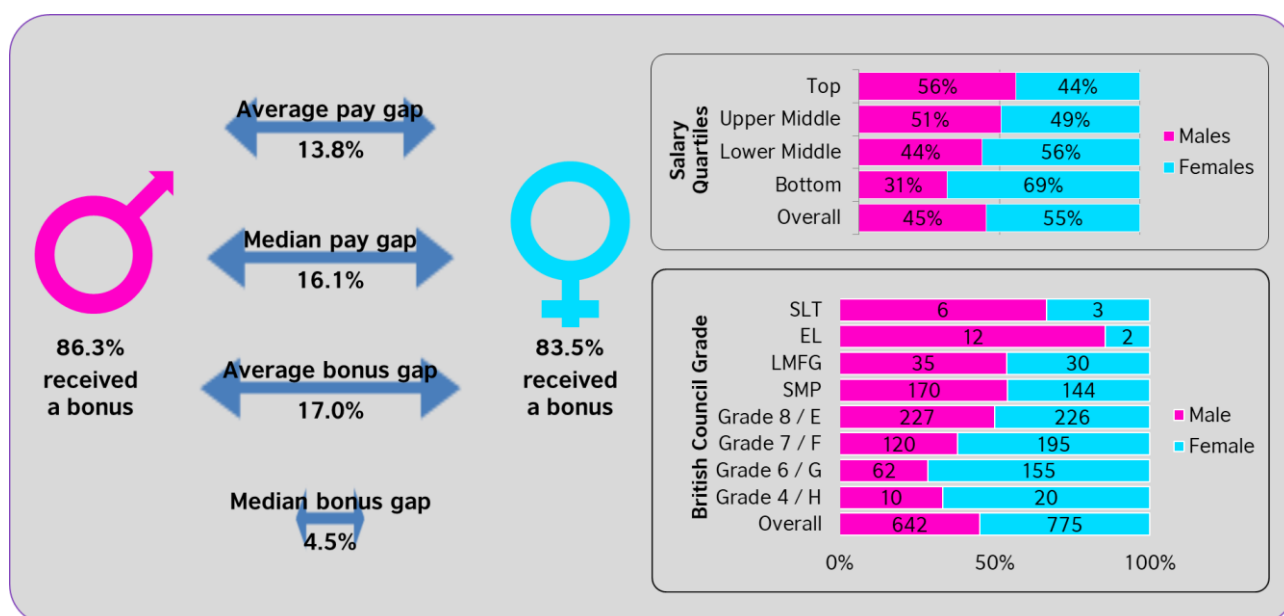 Average pay gap
13.8%
Median pay gap
16.1%
86.3%
received
a bonus
Average bonus gap
17.0%
83.5%
received
a bonus
Median bonus gap
4.5%
Salary
Quartiles
Top 56% 44%
Upper Middle 51% 49%
Lower Middle 44% 56%
Bottom 31% 69%
Overall 45% 55%
Males
Females
British Council Grade
SLT 6 3
EL 12 2
LMFG 35 30
SMP 170 144
Grade 8 / E 227 226
Grade 7 / F 120 195
Grade 6 / G 62 155
Grade 4 / H 10 20
Overall 642 775
0% 50% 100%
Male
Female